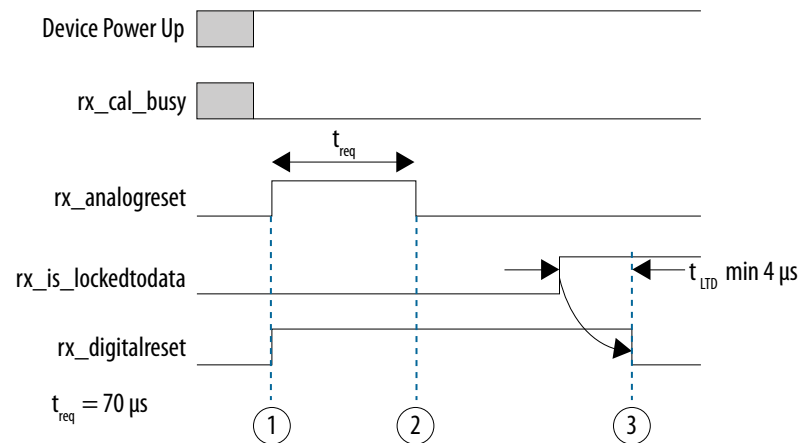 Device Power Up
rx_cal_busy
t_req
rx_analogreset
rx_is_lockedtodata
t_LTD min 4 μs
rx_digitalreset
t_req = 70 μs
1
2
3